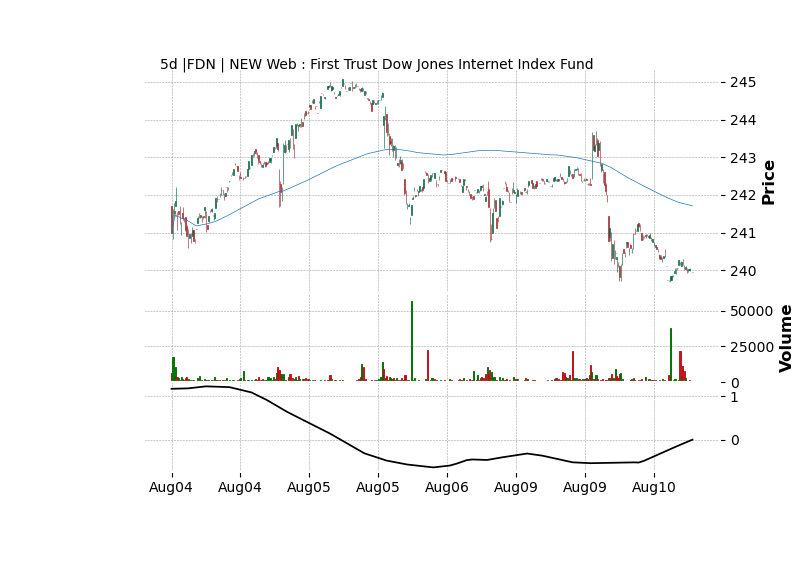 5d |FDN | NEW Web : First Trust Dow Jones Internet Index Fund
245
244
243
242
241
240
Price
50000
25000
0
Volume
1
0
Aug04 Aug04 Aug05 Aug05 Aug06 Aug09 Aug09 Aug10